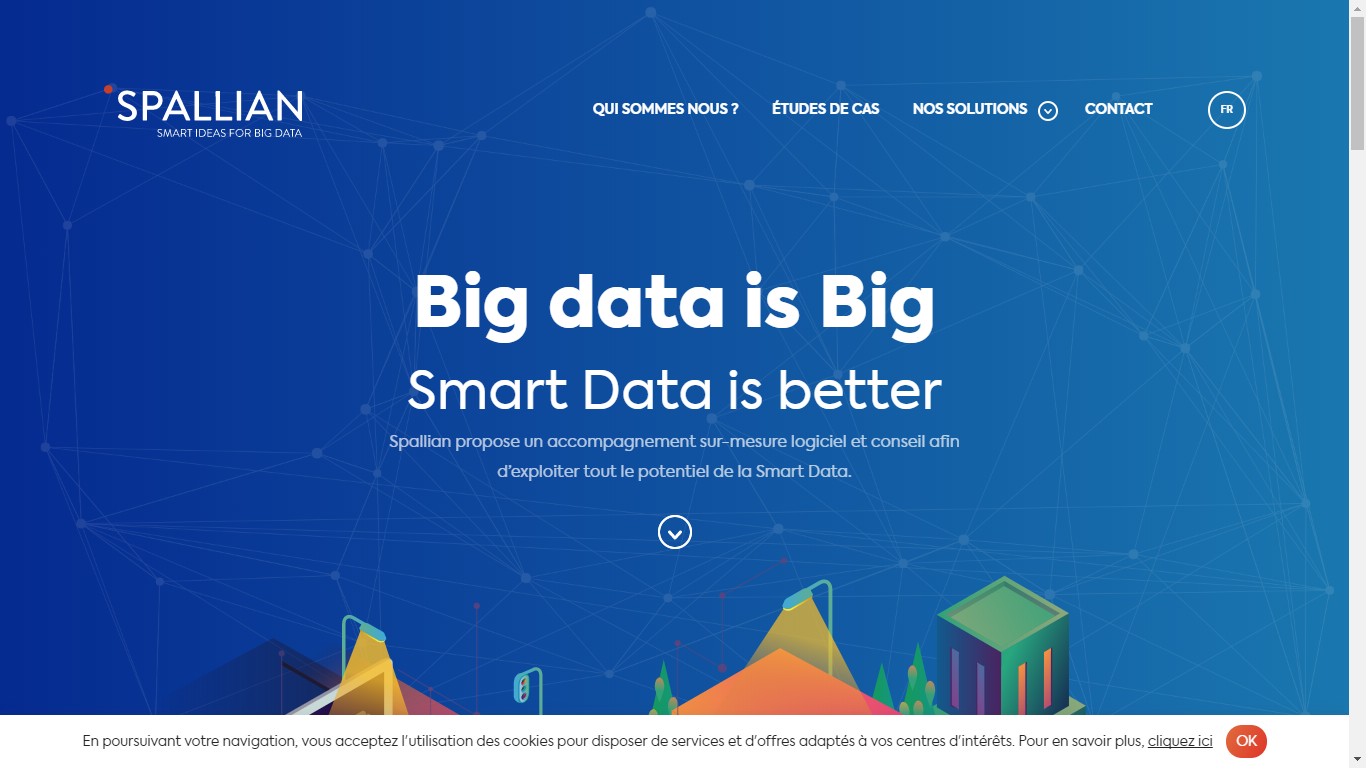 SPALLIAN
SMART IDEAS FOR BIG DATA
QUI SOMMES NOUS ?
ÉTUDES DE CAS
NOS SOLUTIONS
CONTACT
FR
Big data is Big
Smart Data is better
Spallian propose un accompagnement sur-mesure logiciel et conseil afin
d'exploiter tout le potentiel de la Smart Data.
En poursuivant votre navigation, vous acceptez l'utilisation des cookies pour disposer de services et d'offres adaptés à vos centres d'intérêts. Pour en savoir plus, cliquez ici
OK